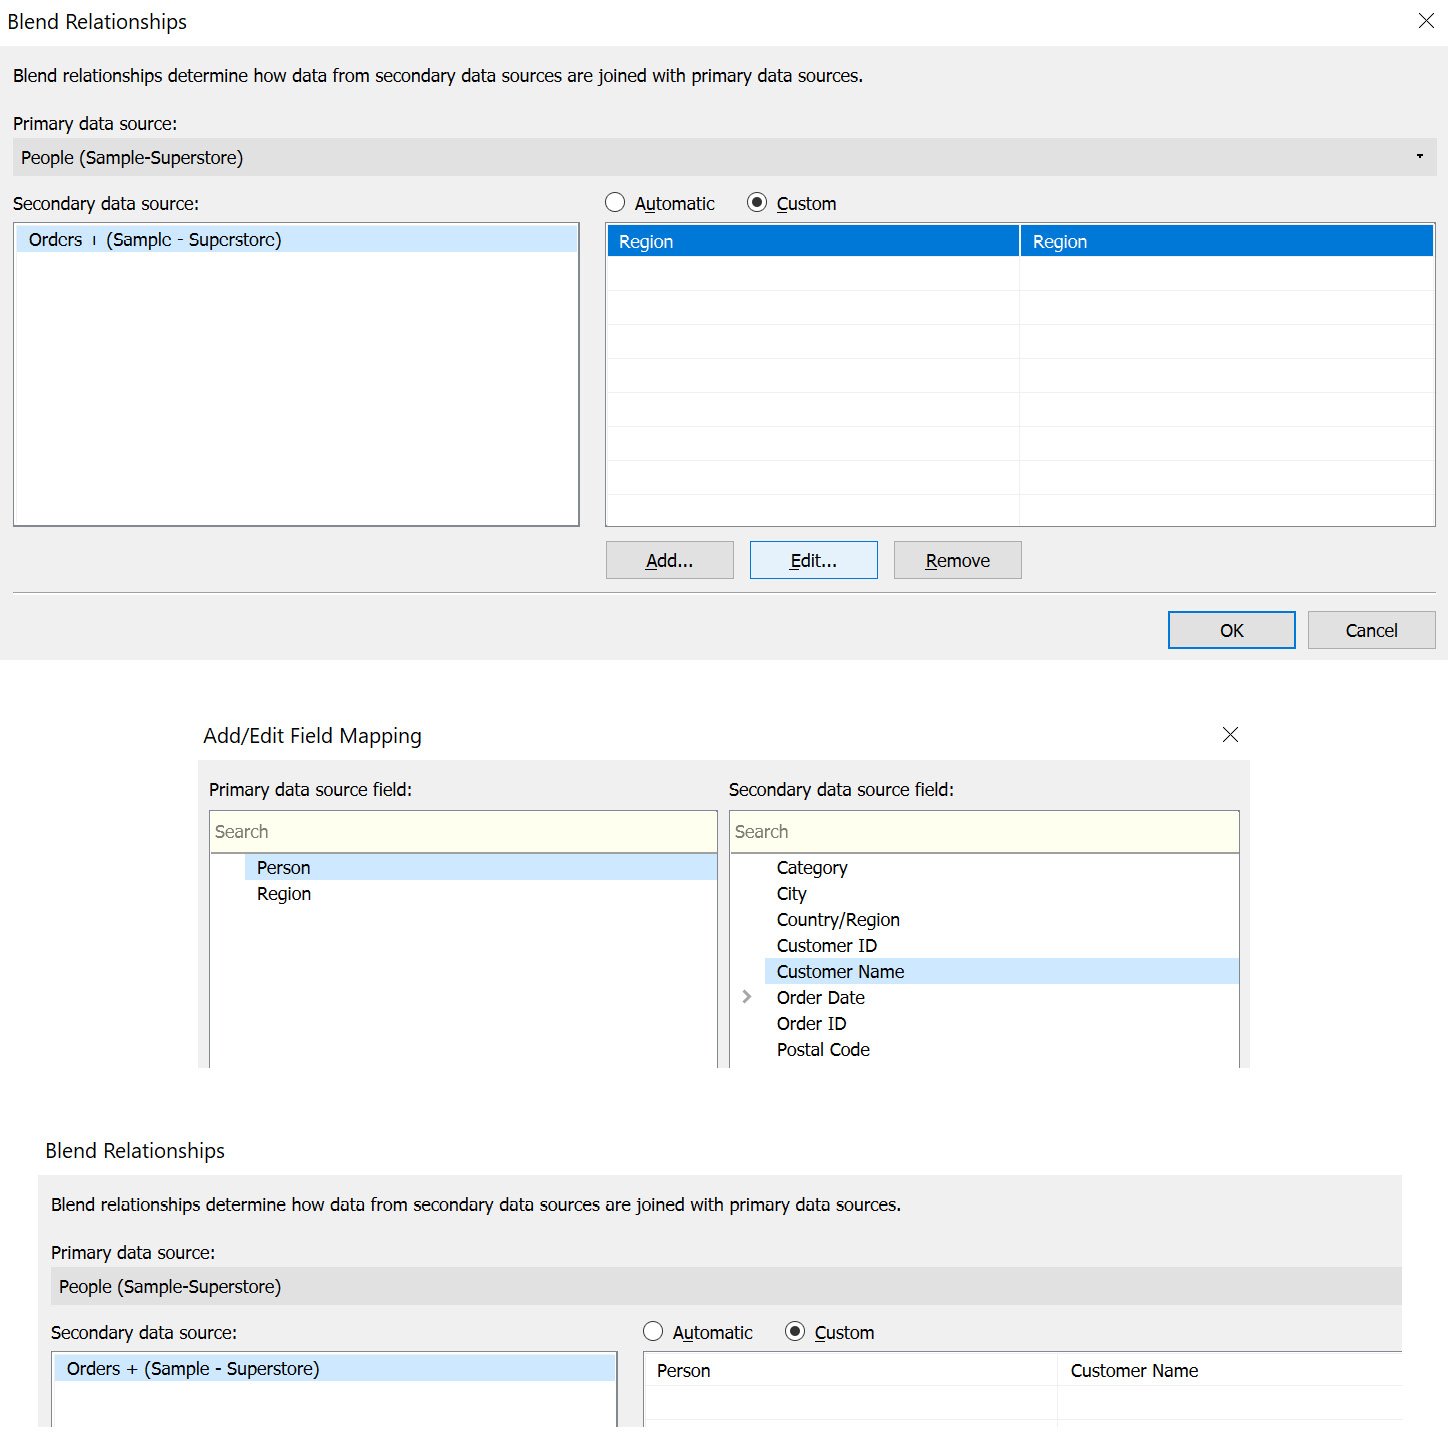 Blend Relationships
Blend relationships determine how data from secondary data sources are joined with primary data sources.
Primary data source:
People (Sample-Superstore)
Secondary data source:
Automatic
Custom
Orders + (Sample - Superstore)
Region
Region
Add...
Edit...
Remove
OK
Cancel
Add/Edit Field Mapping
Primary data source field:
Secondary data source field:
Search
Search
Person
Region
Category
City
Country/Region
Customer ID
Customer Name
Order Date
Order ID
Postal Code
Blend Relationships
Blend relationships determine how data from secondary data sources are joined with primary data sources.
Primary data source:
People (Sample-Superstore)
Secondary data source:
Automatic
Custom
Orders + (Sample - Superstore)
Person
Customer Name